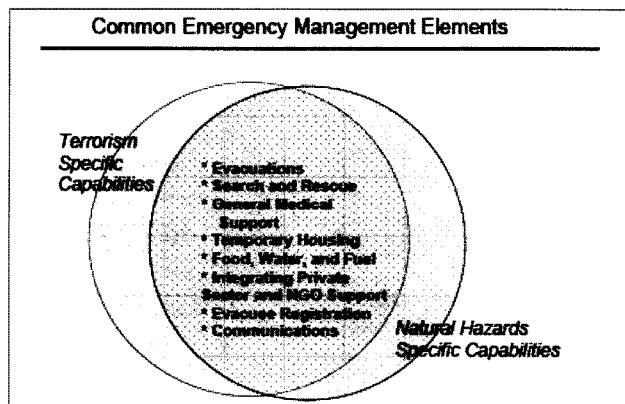 Common Emergency Management Elements
Terrorism
Specific
Capabilities
* Evacuations
* Search and Rescue
* General Medical
Support
* Temporary Housing
* Food, Water, and Fuel
* Integrating Private
Sector and NGO Support
* Evacuee Registration
* Communications
Natural Hazards
Specific Capabilities